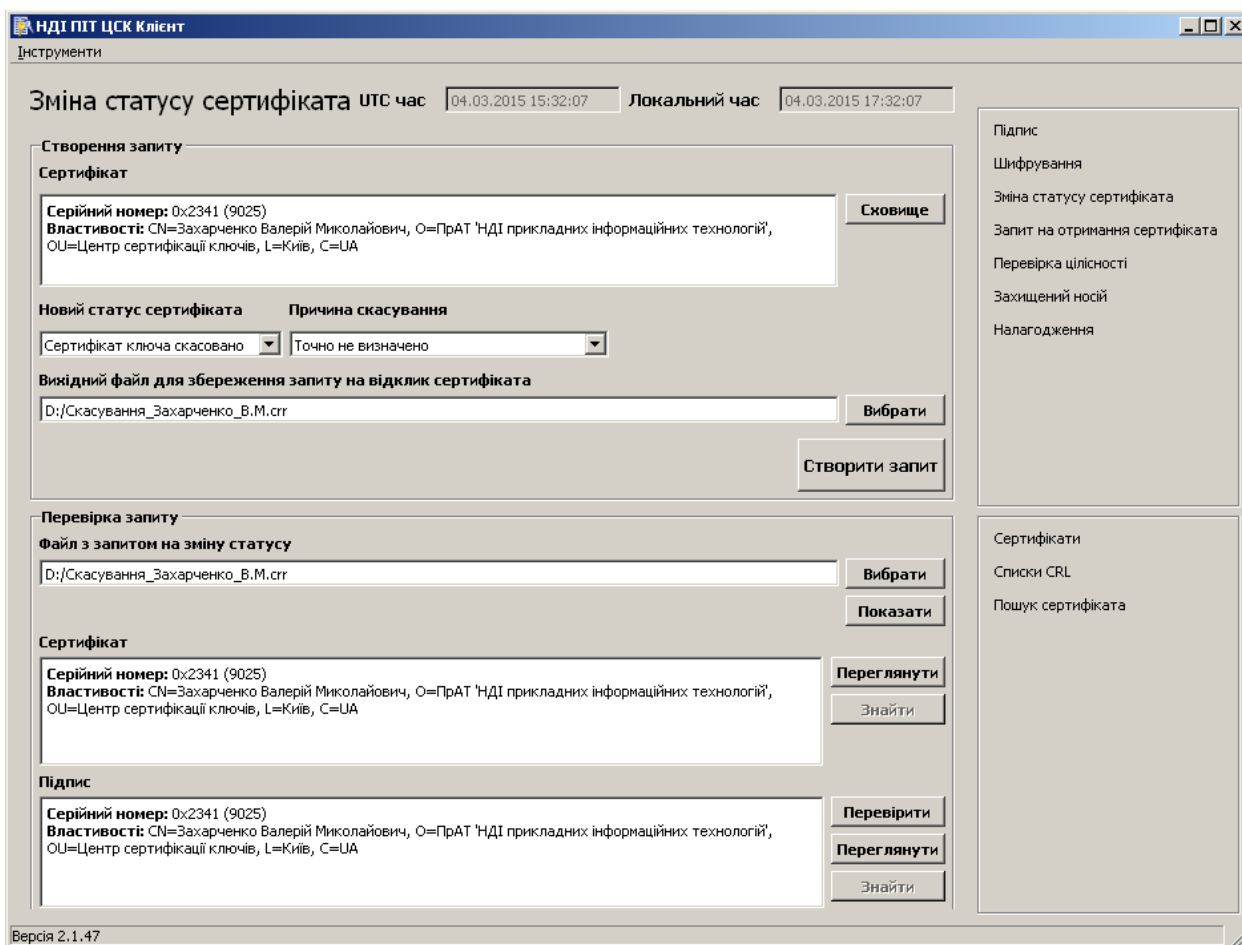 НДІ ПІТ ЦСК Клієнт
Інструменти
Зміна статусу сертифіката UTC час 04.03.2015 15:32:07 Локальний час 04.03.2015 17:32:07
Створення запиту
Сертифікат
Серійний номер: 0x2341 (9025)
Властивості: CN=Захарченко Валерій Миколайович, O=ПрАТ 'НДІ прикладних інформаційних технологій',
OU=Центр сертифікації ключів, L=Київ, C=UA
Сховище
Новий статус сертифіката Причина скасування
Сертифікат ключа скасовано Точно не визначено
Вихідний файл для збереження запиту на відклик сертифіката
D:/Скасування_Захарченко_В.М.crr Вибрати
Створити запит
Перевірка запиту
Файл з запитом на зміну статусу
D:/Скасування_Захарченко_В.М.crr Вибрати
Показати
Сертифікат
Серійний номер: 0x2341 (9025)
Властивості: CN=Захарченко Валерій Миколайович, O=ПрАТ 'НДІ прикладних інформаційних технологій',
OU=Центр сертифікації ключів, L=Київ, C=UA
Переглянути
Знайти
Підпис
Серійний номер: 0x2341 (9025)
Властивості: CN=Захарченко Валерій Миколайович, O=ПрАТ 'НДІ прикладних інформаційних технологій',
OU=Центр сертифікації ключів, L=Київ, C=UA
Перевірити
Переглянути
Знайти
Підпис
Шифрування
Зміна статусу сертифіката
Запит на отримання сертифіката
Перевірка цілісності
Захищений носій
Налагодження
Сертифікати
Списки CRL
Пошук сертифіката
Версія 2.1.47